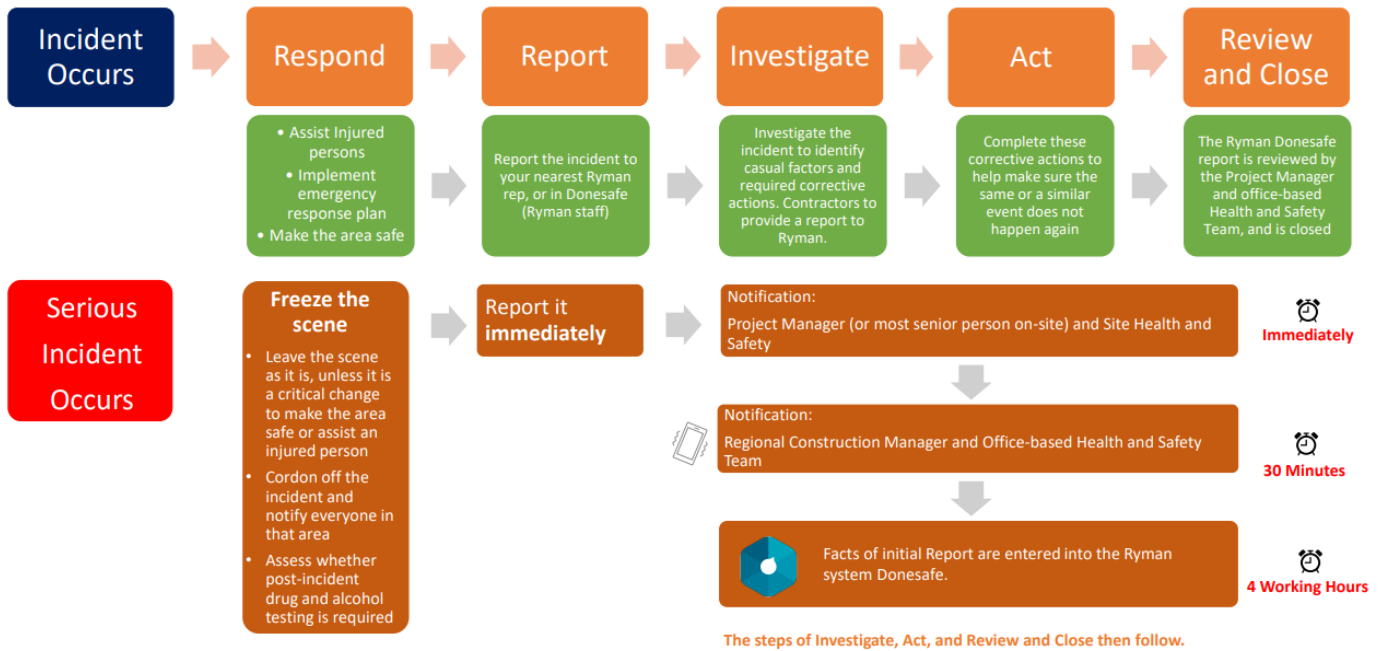 Incident
Occurs
Respond
Report
Investigate
Act
Review
and Close
• Assist Injured
persons
• Implement
emergency
response plan
• Make the area safe
Report the incident to
your nearest Ryman
rep, or in Donesafe
(Ryman staff)
Investigate the
incident to identify
casual factors and
required corrective
actions. Contractors to
provide a report to
Ryman.
Complete these
corrective actions to
help make sure the
same or a similar
event does not
happen again
The Ryman Donesafe
report is reviewed by
the Project Manager
and office-based
Health and Safety
Team, and is closed
Serious
Incident
Occurs
Freeze the
scene
• Leave the scene
as it is, unless it is
a critical change
to make the area
safe or assist an
injured person
• Cordon off the
incident and
notify everyone in
that area
• Assess whether
post-incident
drug and alcohol
testing is required
Report it
immediately
Notification:
Project Manager (or most senior person on-site) and Site Health and
Safety
Immediately
Notification:
Regional Construction Manager and Office-based Health and Safety
Team
30 Minutes
Facts of initial Report are entered into the Ryman
system Donesafe.
4 Working Hours
The steps of Investigate, Act, and Review and Close then follow.